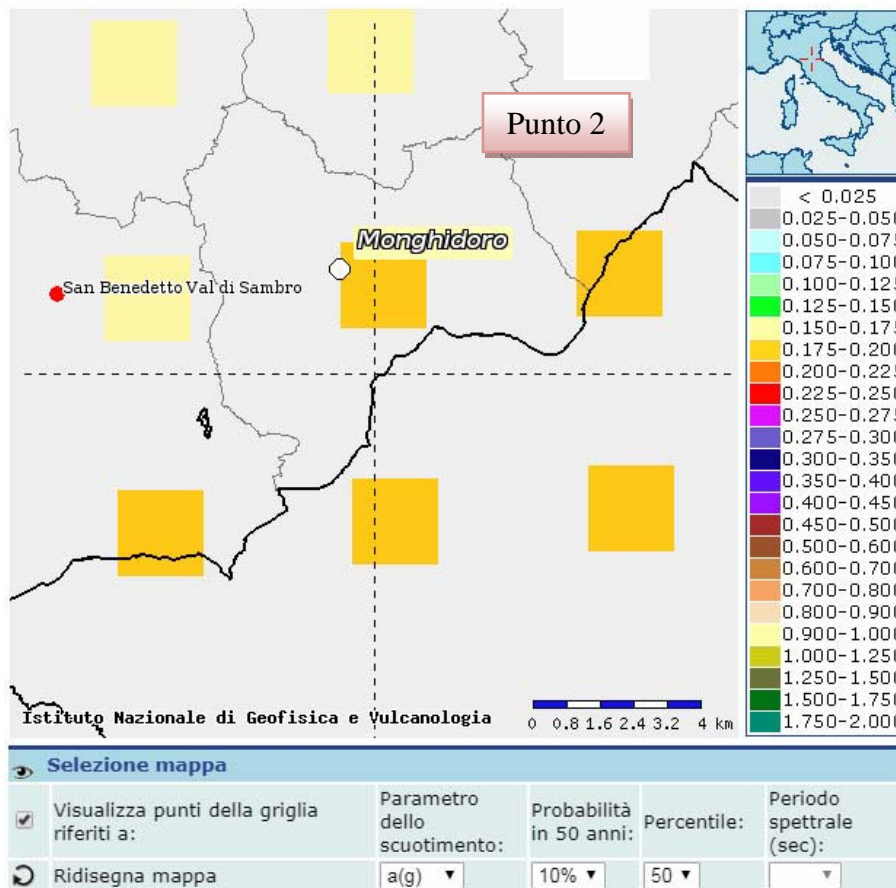 Punto 2
Monghidoro
San Benedetto Val di Sambro
Istituto Nazionale di Geofisica e Vulcanologia
0 0.8 1.6 2.4 3.2 4 km
< 0.025
0.025-0.050
0.050-0.075
0.075-0.100
0.100-0.125
0.125-0.150
0.150-0.175
0.175-0.200
0.200-0.225
0.225-0.250
0.250-0.275
0.275-0.300
0.300-0.350
0.350-0.400
0.400-0.450
0.450-0.500
0.500-0.600
0.600-0.700
0.700-0.800
0.800-0.900
0.900-1.000
1.000-1.250
1.250-1.500
1.500-1.750
1.750-2.000
Selezione mappa
Visualizza punti della griglia
riferiti a:
Parametro
dello
scuotimento:
Probabilità
in 50 anni:
Percentile:
Periodo
spettrale
(sec):
Ridisegna mappa
a(g)
10%
50